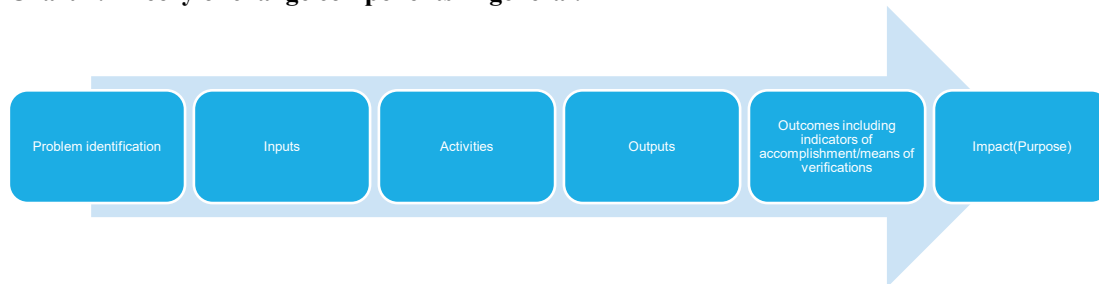 Problem identification
Inputs
Activities
Outputs
Outcomes including
indicators of
accomplishment/means of
verifications
Impact(Purpose)